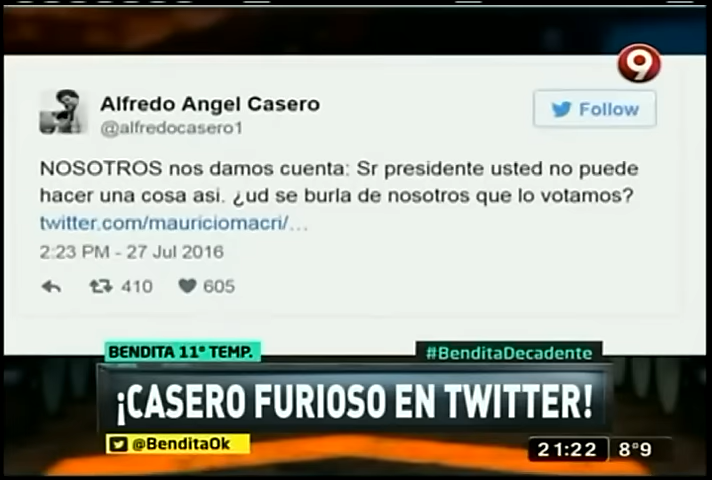 9
Alfredo Angel Casero
Follow
@alfredocasero1
NOSOTROS nos damos cuenta: Sr presidente usted no puede
hacer una cosa asi. ¿ud se burla de nosotros que lo votamos?
twitter.com/mauriciomacri/…
2:23 PM - 27 Jul 2016
410 605
BENDITA 11° TEMP.
#BenditaDecadente
¡CASERO FURIOSO EN TWITTER!
@BenditaOk
21:22 8°9